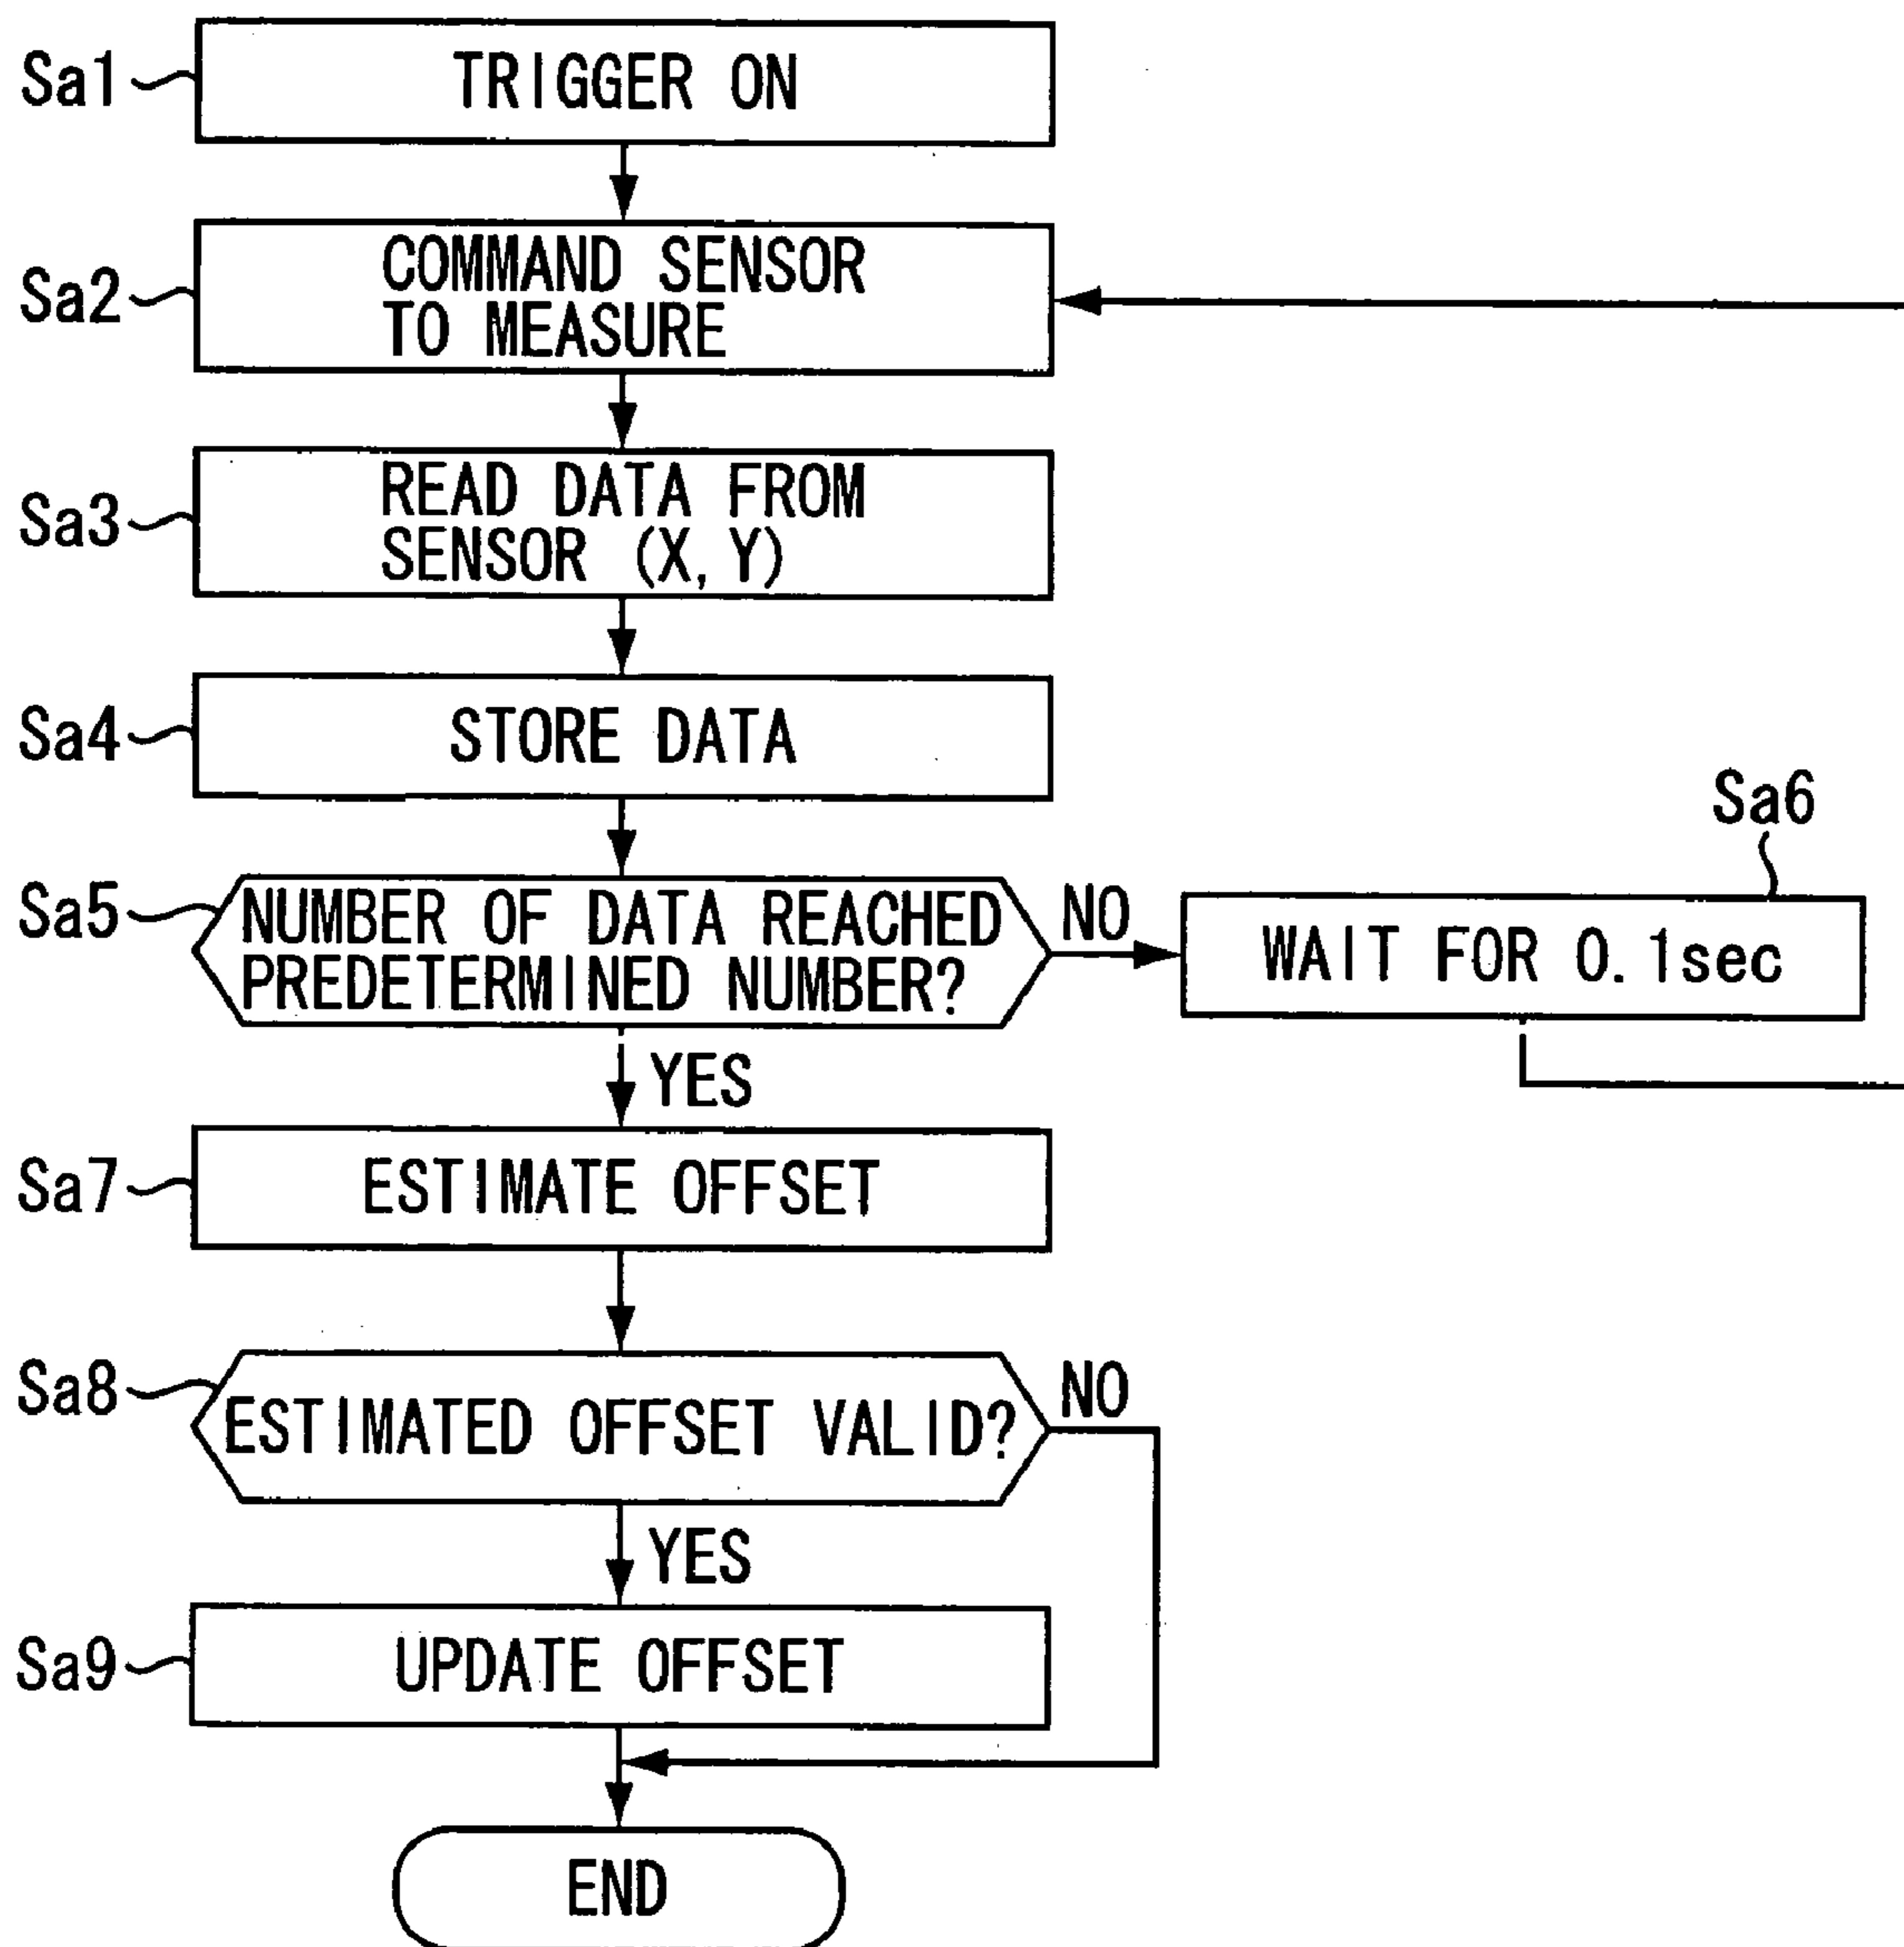 Sa1
TRIGGER ON
Sa2
COMMAND SENSOR
TO MEASURE
Sa3
READ DATA FROM
SENSOR (X, Y)
Sa4
STORE DATA
Sa5
NUMBER OF DATA REACHED
PREDETERMINED NUMBER?
NO
Sa6
WAIT FOR 0.1sec
YES
Sa7
ESTIMATE OFFSET
Sa8
ESTIMATED OFFSET VALID?
NO
YES
Sa9
UPDATE OFFSET
END